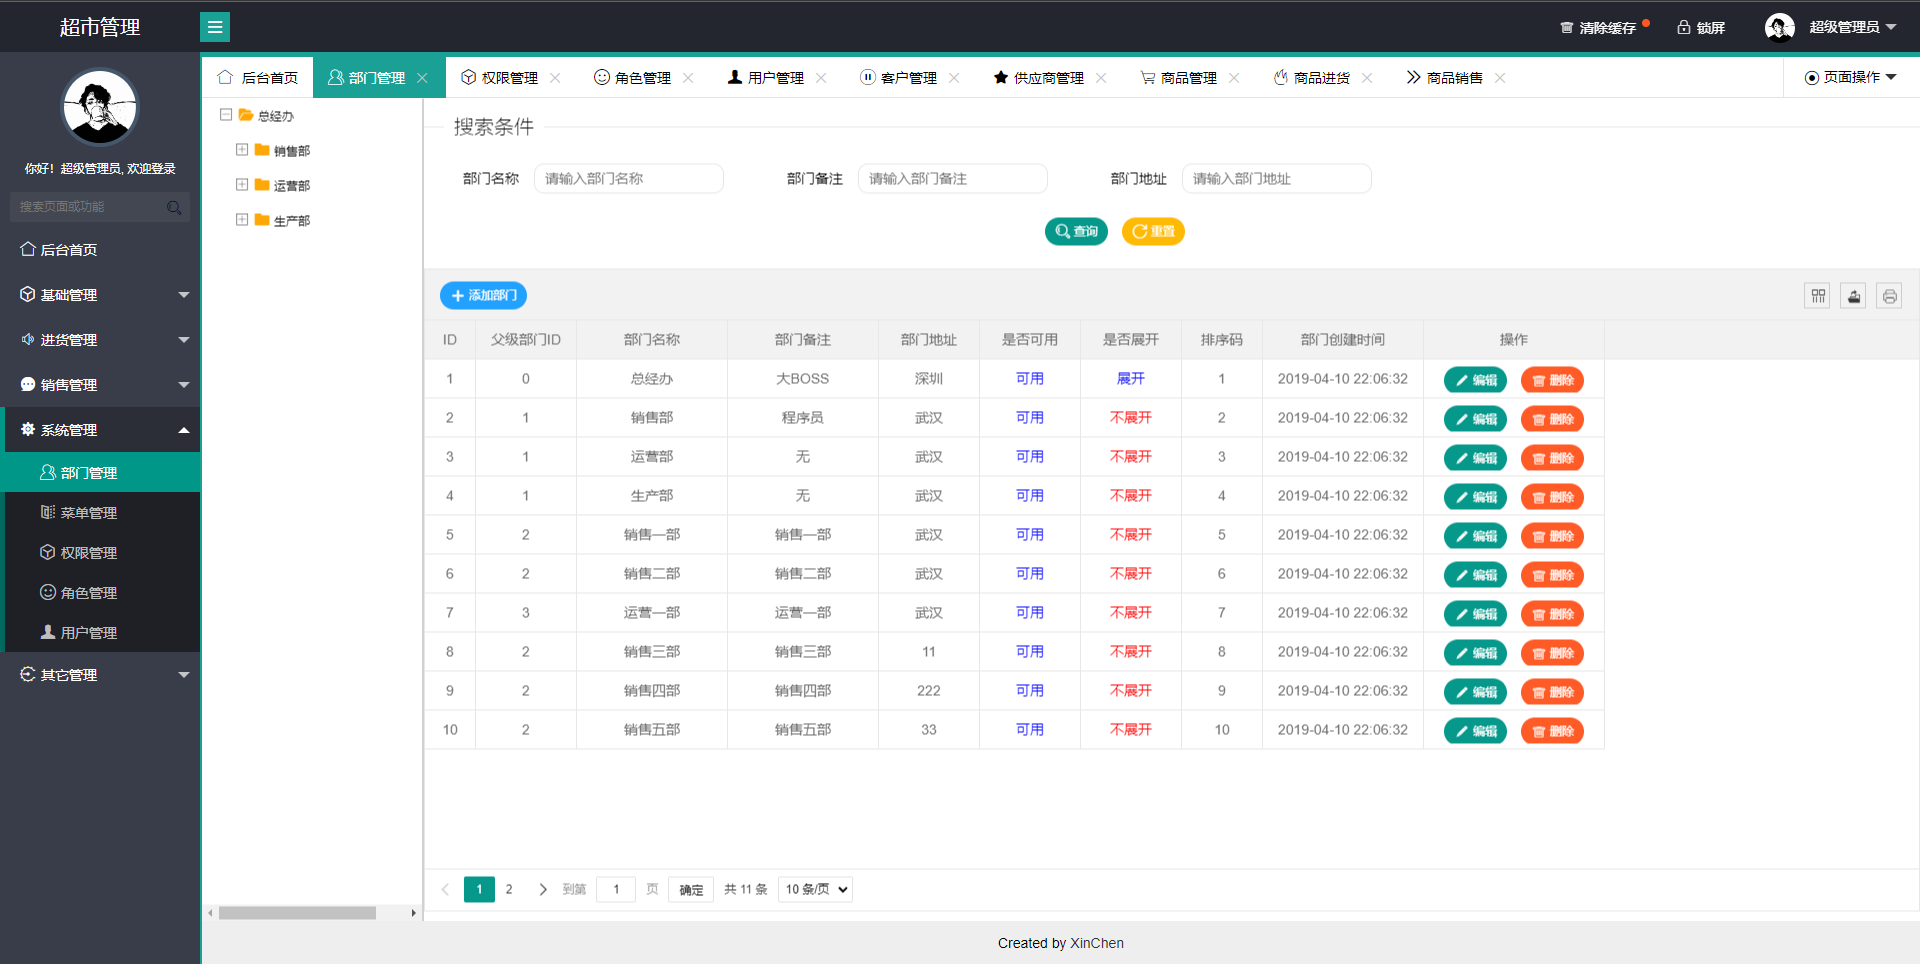 超市管理
清除缓存 锁屏 超级管理员
后台首页 部门管理 权限管理 角色管理 用户管理 客户管理 供应商管理 商品管理 商品进货 商品销售 页面操作
你好！超级管理员, 欢迎登录
搜索页面或功能
后台首页
基础管理
进货管理
销售管理
系统管理
部门管理
菜单管理
权限管理
角色管理
用户管理
其它管理
总经办
销售部
运营部
生产部
搜索条件
部门名称 请输入部门名称 部门备注 请输入部门备注 部门地址 请输入部门地址
查询 重置
添加部门
ID 父级部门ID 部门名称 部门备注 部门地址 是否可用 是否展开 排序码 部门创建时间 操作
1 0 总经办 大BOSS 深圳 可用 展开 1 2019-04-10 22:06:32 编辑 删除
2 1 销售部 程序员 武汉 可用 不展开 2 2019-04-10 22:06:32 编辑 删除
3 1 运营部 无 武汉 可用 不展开 3 2019-04-10 22:06:32 编辑 删除
4 1 生产部 无 武汉 可用 不展开 4 2019-04-10 22:06:32 编辑 删除
5 2 销售一部 销售一部 武汉 可用 不展开 5 2019-04-10 22:06:32 编辑 删除
6 2 销售二部 销售二部 武汉 可用 不展开 6 2019-04-10 22:06:32 编辑 删除
7 3 运营一部 运营一部 武汉 可用 不展开 7 2019-04-10 22:06:32 编辑 删除
8 2 销售三部 销售三部 11 可用 不展开 8 2019-04-10 22:06:32 编辑 删除
9 2 销售四部 销售四部 222 可用 不展开 9 2019-04-10 22:06:32 编辑 删除
10 2 销售五部 销售五部 33 可用 不展开 10 2019-04-10 22:06:32 编辑 删除
1 2 到第 1 页 确定 共 11 条 10 条/页
Created by XinChen